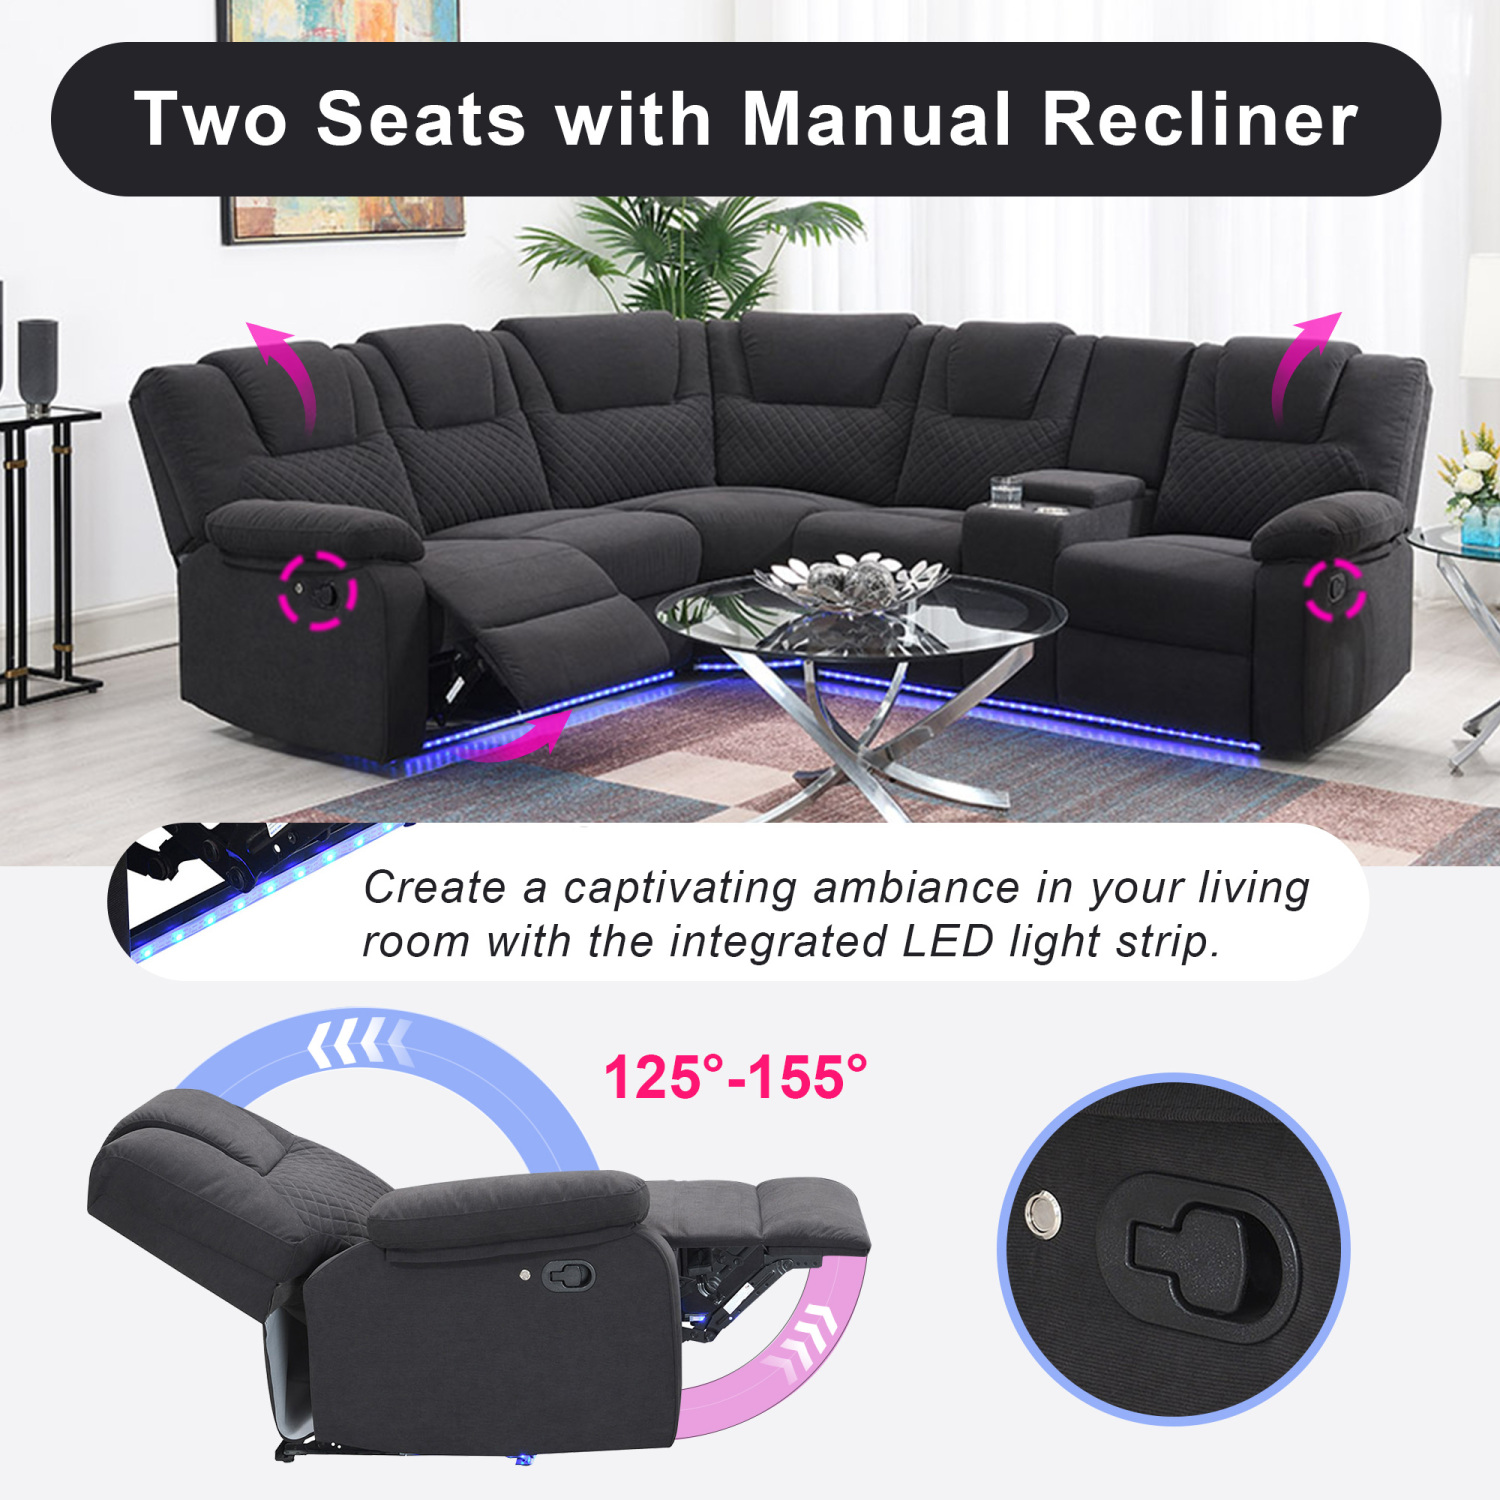 Two Seats with Manual Recliner
Create a captivating ambiance in your living
room with the integrated LED light strip.
125°-155°